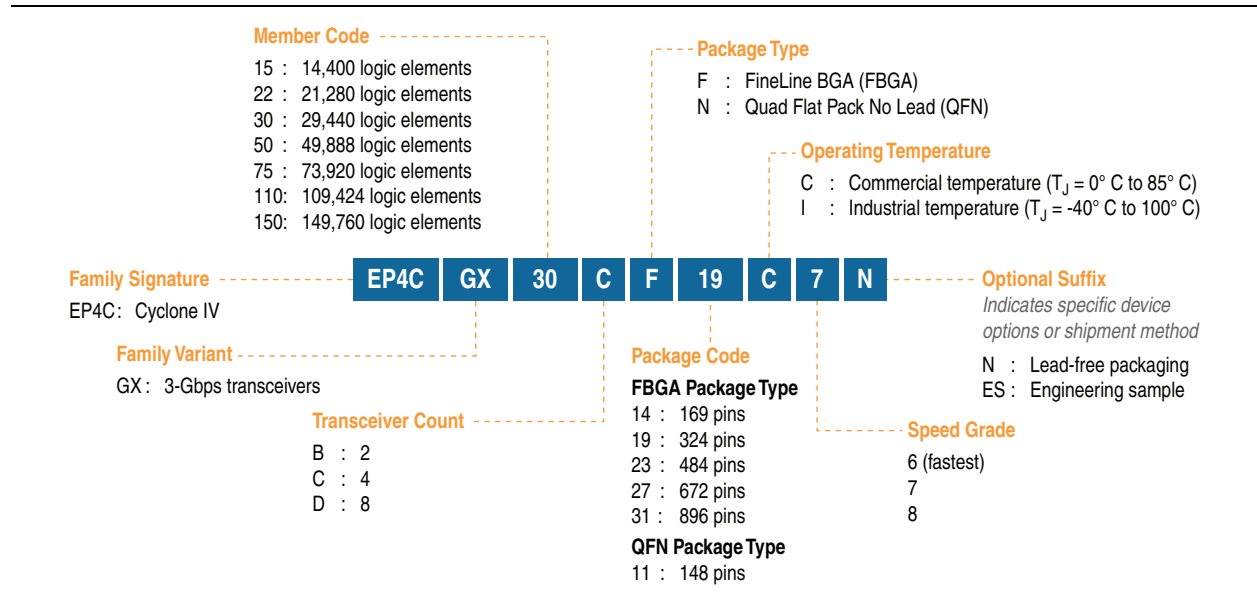 Member Code
15 : 14,400 logic elements
22 : 21,280 logic elements
30 : 29,440 logic elements
50 : 49,888 logic elements
75 : 73,920 logic elements
110: 109,424 logic elements
150: 149,760 logic elements
Package Type
F : FineLine BGA (FBGA)
N : Quad Flat Pack No Lead (QFN)
Operating Temperature
C : Commercial temperature (TJ = 0° C to 85° C)
I : Industrial temperature (TJ = -40° C to 100° C)
EP4C GX 30 C F 19 C 7 N
Family Signature
EP4C: Cyclone IV
Family Variant
GX : 3-Gbps transceivers
Transceiver Count
B : 2
C : 4
D : 8
Package Code
FBGA Package Type
14 : 169 pins
19 : 324 pins
23 : 484 pins
27 : 672 pins
31 : 896 pins
QFN Package Type
11 : 148 pins
Speed Grade
6 (fastest)
7
8
Optional Suffix
Indicates specific device
options or shipment method
N : Lead-free packaging
ES : Engineering sample